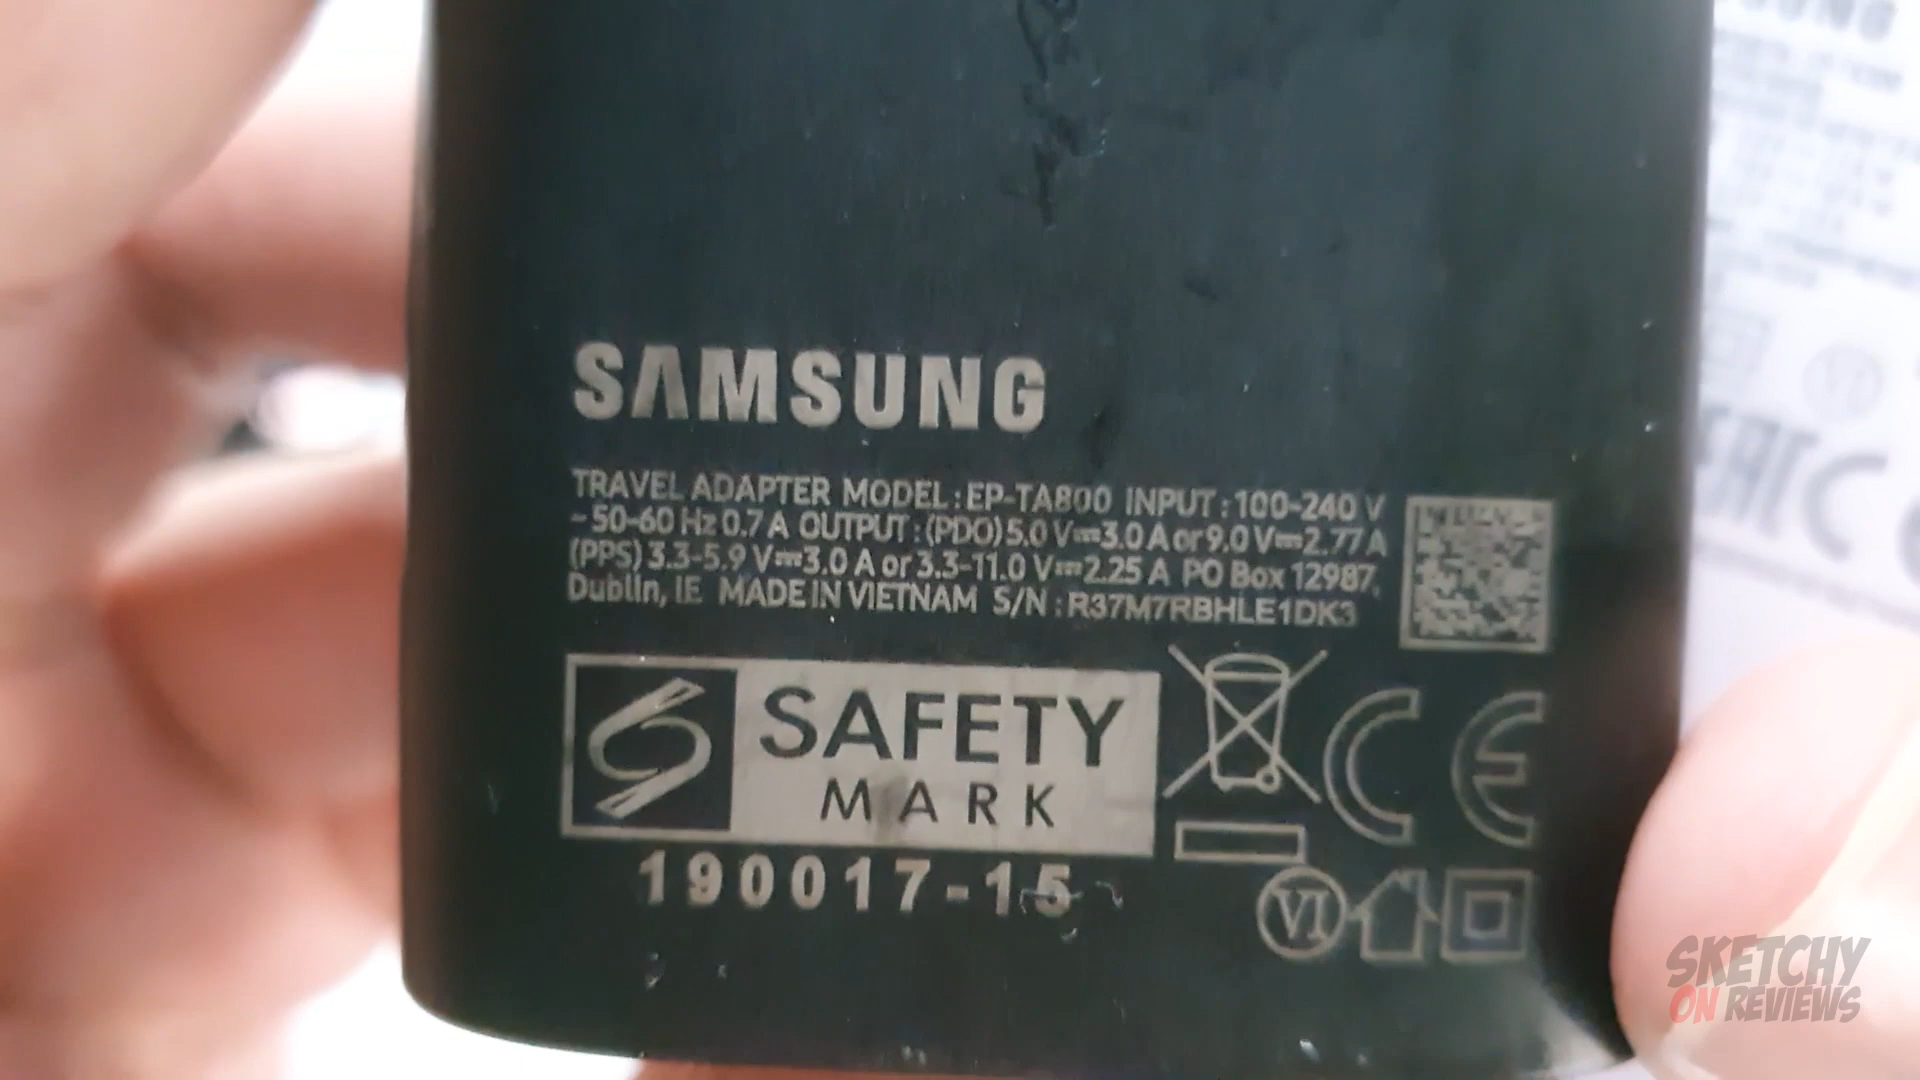 SAMSUNG
TRAVEL ADAPTER MODEL : EP-TA800 INPUT : 100-240 V
~ 50-60 Hz 0.7 A OUTPUT : (PDO) 5.0 V⎓3.0 A or 9.0 V⎓2.77 A
(PPS) 3.3-5.9 V⎓3.0 A or 3.3-11.0 V⎓2.25 A PO Box 12987,
Dublin, IE MADE IN VIETNAM S/N : R37M7RBHLE1DK3
SAFETY
MARK
190017-15
CE
VI
SKETCHY
ON REVIEWS